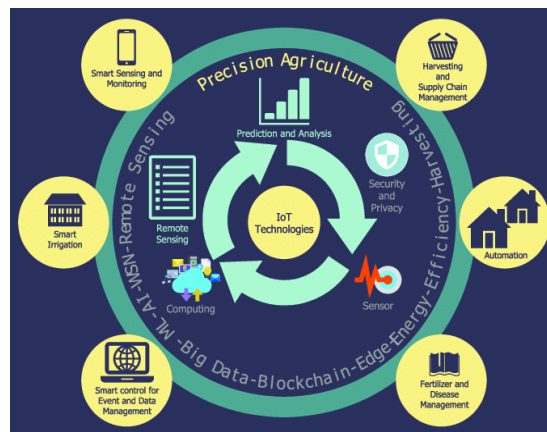 Precision Agriculture
Smart Sensing and
Monitoring
Harvesting
and
Supply Chain
Management
Prediction and Analysis
Security
and
Privacy
Remote
Sensing
IoT
Technologies
Smart
Irrigation
Automation
Computing
Sensor
Smart control for
Event and Data
Management
Fertilizer and
Disease
Management
ML-AI-WSN-Remote Sensing
-Big Data-Blockchain-Edge-Energy-Efficiency-Harvesting